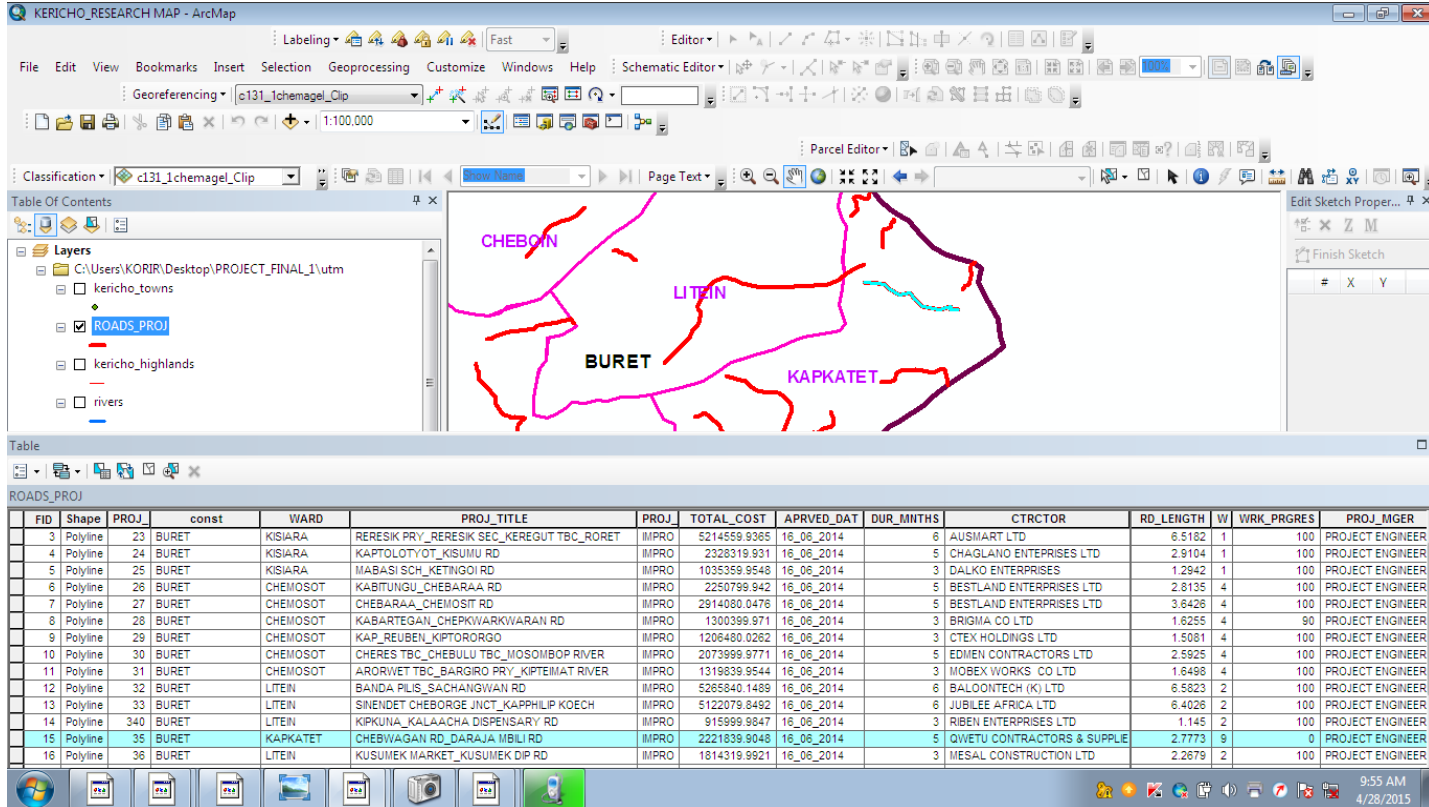 KERICHO_RESEARCH MAP - ArcMap
Labeling Fast Editor
File Edit View Bookmarks Insert Selection Geoprocessing Customize Windows Help Schematic Editor 100%
Georeferencing c131_1chemagel_Clip
1:100,000
Parcel Editor
Classification c131_1chemagel_Clip Show Name Page Text
Table Of Contents
Layers
C:\Users\KORIR\Desktop\PROJECT_FINAL_1\utm
kericho_towns
ROADS_PROJ
kericho_highlands
rivers
CHEBOIN
LITEIN
BURET
KAPKATET
Edit Sketch Proper...
Finish Sketch
# X Y
Table
ROADS_PROJ
FID Shape PROJ_ const WARD PROJ_TITLE PROJ_ TOTAL_COST APRVED_DAT DUR_MNTHS CTRCTOR RD_LENGTH W WRK_PRGRES PROJ_MGER
3 Polyline 23 BURET KISIARA RERESIK PRY_RERESIK SEC_KEREGUT TBC_RORET IMPRO 5214559.9365 16_06_2014 6 AUSMART LTD 6.5182 1 100 PROJECT ENGINEER
4 Polyline 24 BURET KISIARA KAPTOLOTYOT_KISUMU RD IMPRO 2328319.931 16_06_2014 5 CHAGLANO ENTEPRISES LTD 2.9104 1 100 PROJECT ENGINEER
5 Polyline 25 BURET KISIARA MABASI SCH_KETINGOI RD IMPRO 1035359.9548 16_06_2014 3 DALKO ENTERPRISES 1.2942 1 100 PROJECT ENGINEER
6 Polyline 26 BURET CHEMOSOT KABITUNGU_CHEBARAA RD IMPRO 2250799.942 16_06_2014 5 BESTLAND ENTERPRISES LTD 2.8135 4 100 PROJECT ENGINEER
7 Polyline 27 BURET CHEMOSOT CHEBARAA_CHEMOSIT RD IMPRO 2914080.0476 16_06_2014 5 BESTLAND ENTERPRISES LTD 3.6426 4 100 PROJECT ENGINEER
8 Polyline 28 BURET CHEMOSOT KABARTEGAN_CHEPKWARKWARAN RD IMPRO 1300399.971 16_06_2014 3 BRIGMA CO LTD 1.6255 4 90 PROJECT ENGINEER
9 Polyline 29 BURET CHEMOSOT KAP_REUBEN_KIPTORORGO IMPRO 1206480.0262 16_06_2014 3 CTEX HOLDINGS LTD 1.5081 4 100 PROJECT ENGINEER
10 Polyline 30 BURET CHEMOSOT CHERES TBC_CHEBULU TBC_MOSOMBOP RIVER IMPRO 2073999.9771 16_06_2014 5 EDMEN CONTRACTORS LTD 2.5925 4 100 PROJECT ENGINEER
11 Polyline 31 BURET CHEMOSOT ARORWET TBC_BARGIRO PRY_KIPTEIMAT RIVER IMPRO 1319839.9544 16_06_2014 3 MOBEX WORKS CO LTD 1.6498 4 100 PROJECT ENGINEER
12 Polyline 32 BURET LITEIN BANDA PILIS_SACHANGWAN RD IMPRO 5265840.1489 16_06_2014 6 BALOONTECH (K) LTD 6.5823 2 100 PROJECT ENGINEER
13 Polyline 33 BURET LITEIN SINENDET CHEBORGE JNCT_KAPPHILIP KOECH IMPRO 5122079.8492 16_06_2014 6 JUBILEE AFRICA LTD 6.4026 2 100 PROJECT ENGINEER
14 Polyline 340 BURET LITEIN KIPKUNA_KALAACHA DISPENSARY RD IMPRO 915999.9847 16_06_2014 3 RIBEN ENTERPRISES LTD 1.145 2 100 PROJECT ENGINEER
15 Polyline 35 BURET KAPKATET CHEBWAGAN RD_DARAJA MBILI RD IMPRO 2221839.9048 16_06_2014 5 QWETU CONTRACTORS & SUPPLIE 2.7773 9 0 PROJECT ENGINEER
16 Polyline 36 BURET LITEIN KUSUMEK MARKET_KUSUMEK DIP RD IMPRO 1814319.9921 16_06_2014 3 MESAL CONSTRUCTION LTD 2.2679 2 100 PROJECT ENGINEER
9:55 AM
4/28/2015